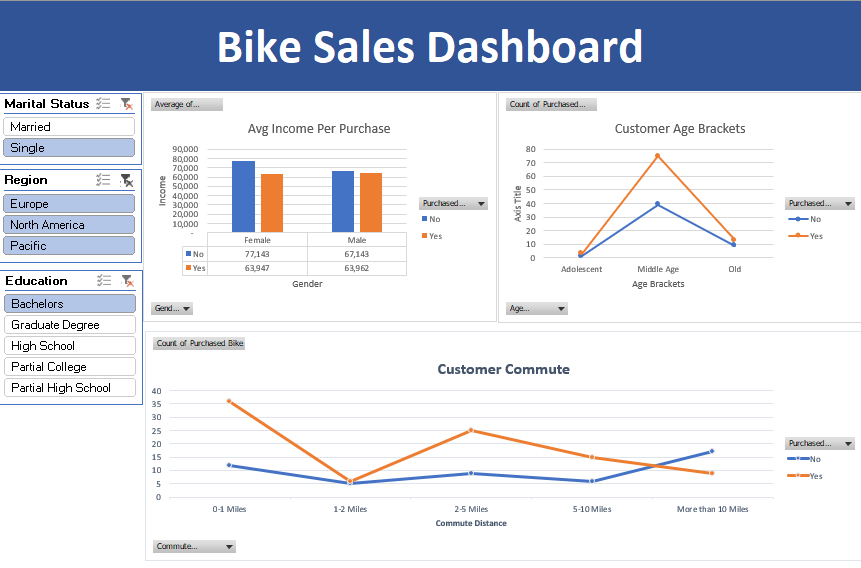 Bike Sales Dashboard
Marital Status
Married
Single
Region
Europe
North America
Pacific
Education
Bachelors
Graduate Degree
High School
Partial College
Partial High School
Average of...
Avg Income Per Purchase
Income
90,000
80,000
70,000
60,000
50,000
40,000
30,000
20,000
10,000
-
Female Male
No 77,143 67,143
Yes 63,947 63,962
Gender
Purchased...
No
Yes
Gend...
Count of Purchased...
Customer Age Brackets
Axis Title
80
70
60
50
40
30
20
10
0
Adolescent Middle Age Old
Age Brackets
Purchased...
No
Yes
Age...
Count of Purchased Bike
Customer Commute
40
35
30
25
20
15
10
5
0
0-1 Miles 1-2 Miles 2-5 Miles 5-10 Miles More than 10 Miles
Commute Distance
Purchased...
No
Yes
Commute...